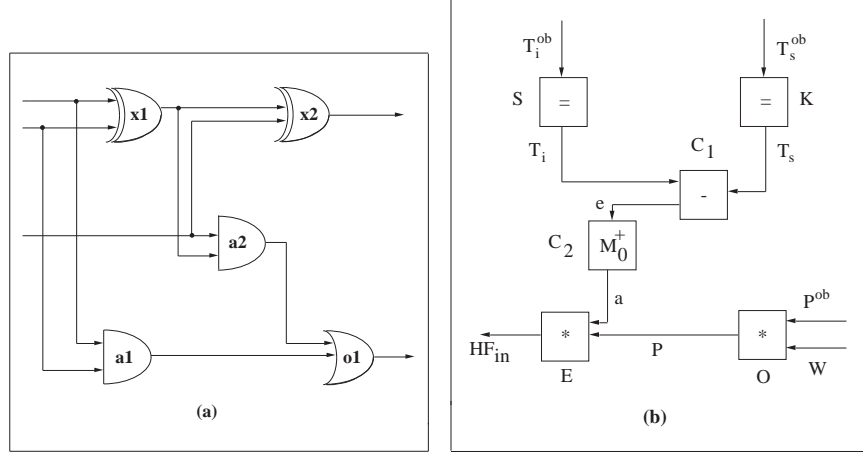 x1
x2
a2
a1
o1
(a)
T_i^ob
T_s^ob
S
=
=
K
T_i
C_1
T_s
-
e
C_2
M_0^+
a
P^ob
*
*
HF_in
P
W
E
O
(b)